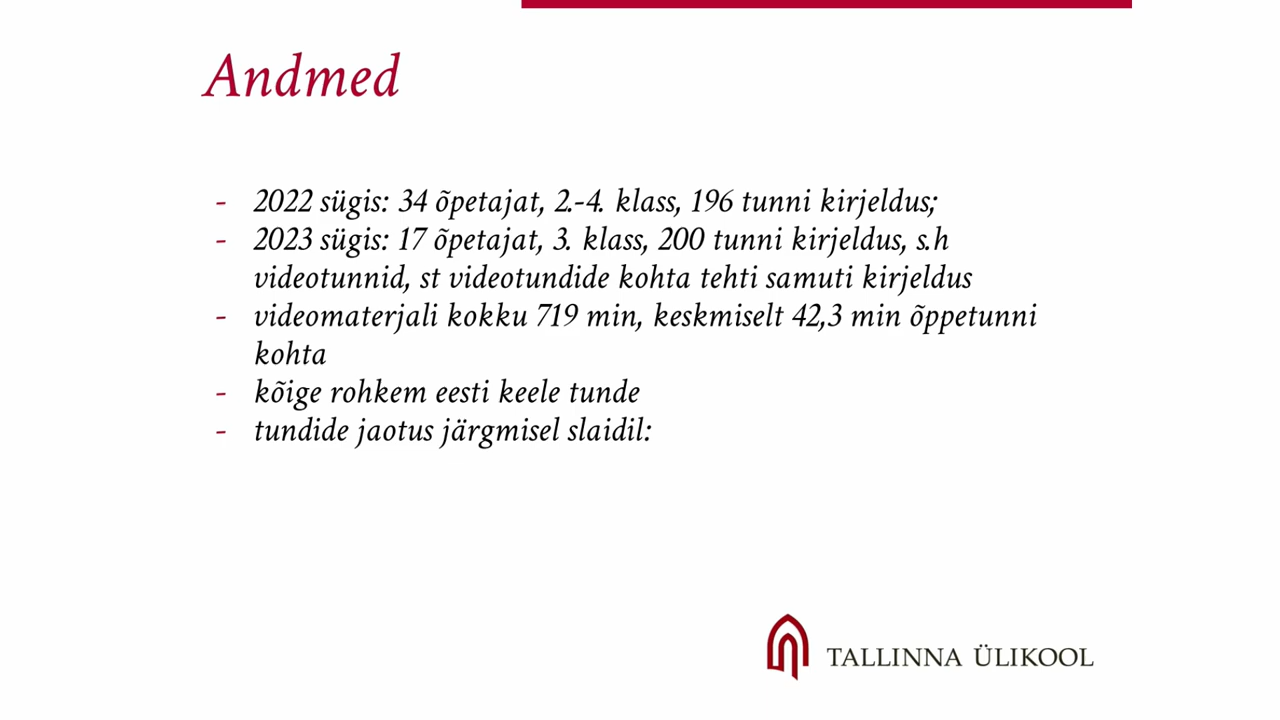 Andmed
- 2022 sügis: 34 õpetajat, 2.-4. klass, 196 tunni kirjeldus;
- 2023 sügis: 17 õpetajat, 3. klass, 200 tunni kirjeldus, s.h
videotunnid, st videotundide kohta tehti samuti kirjeldus
- videomaterjali kokku 719 min, keskmiselt 42,3 min õppetunni
kohta
- kõige rohkem eesti keele tunde
- tundide jaotus järgmisel slaidil:
TALLINNA ÜLIKOOL